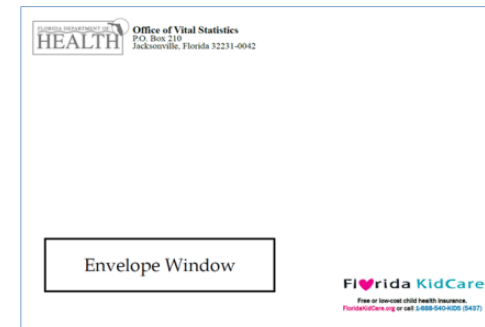 FLORIDA DEPARTMENT OF
HEALTH
Office of Vital Statistics
P.O. Box 210
Jacksonville, Florida 32231-0042
Envelope Window
Florida KidCare
Free or low-cost child health insurance.
FloridaKidCare.org or call 1-888-540-KIDS (5437)